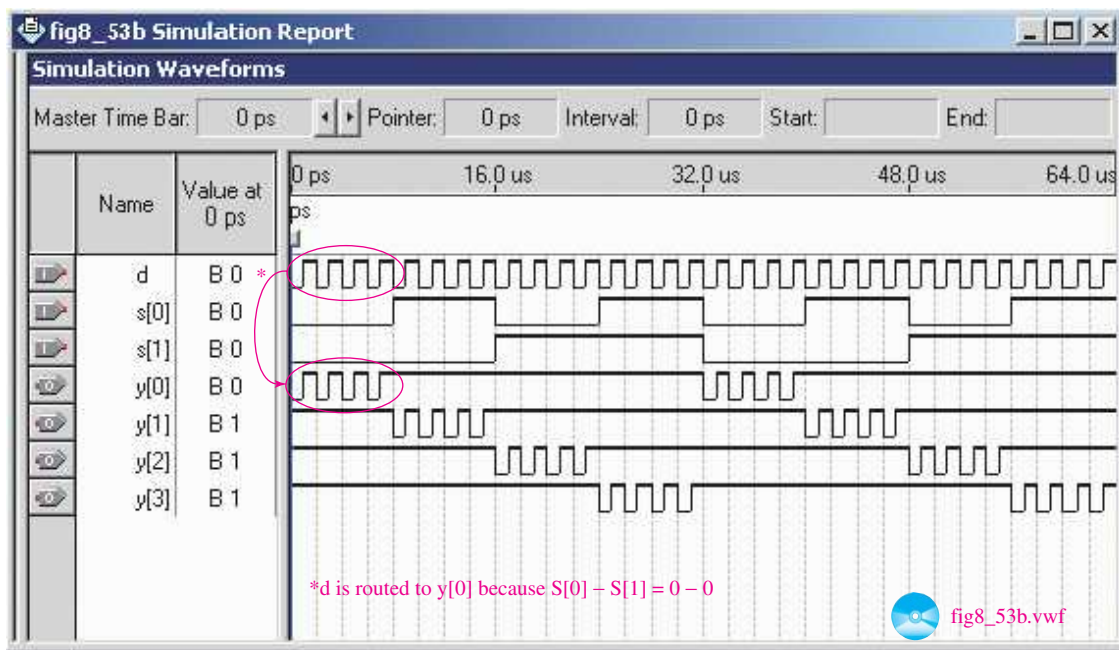 fig8_53b Simulation Report
Simulation Waveforms
Master Time Bar: 0 ps Pointer: 0 ps Interval: 0 ps Start: End:
Name Value at 0 ps
0 ps 16.0 us 32.0 us 48.0 us 64.0 us
ps
d B 0 *
s[0] B 0
s[1] B 0
y[0] B 0
y[1] B 1
y[2] B 1
y[3] B 1
*d is routed to y[0] because S[0] – S[1] = 0 – 0
fig8_53b.vwf